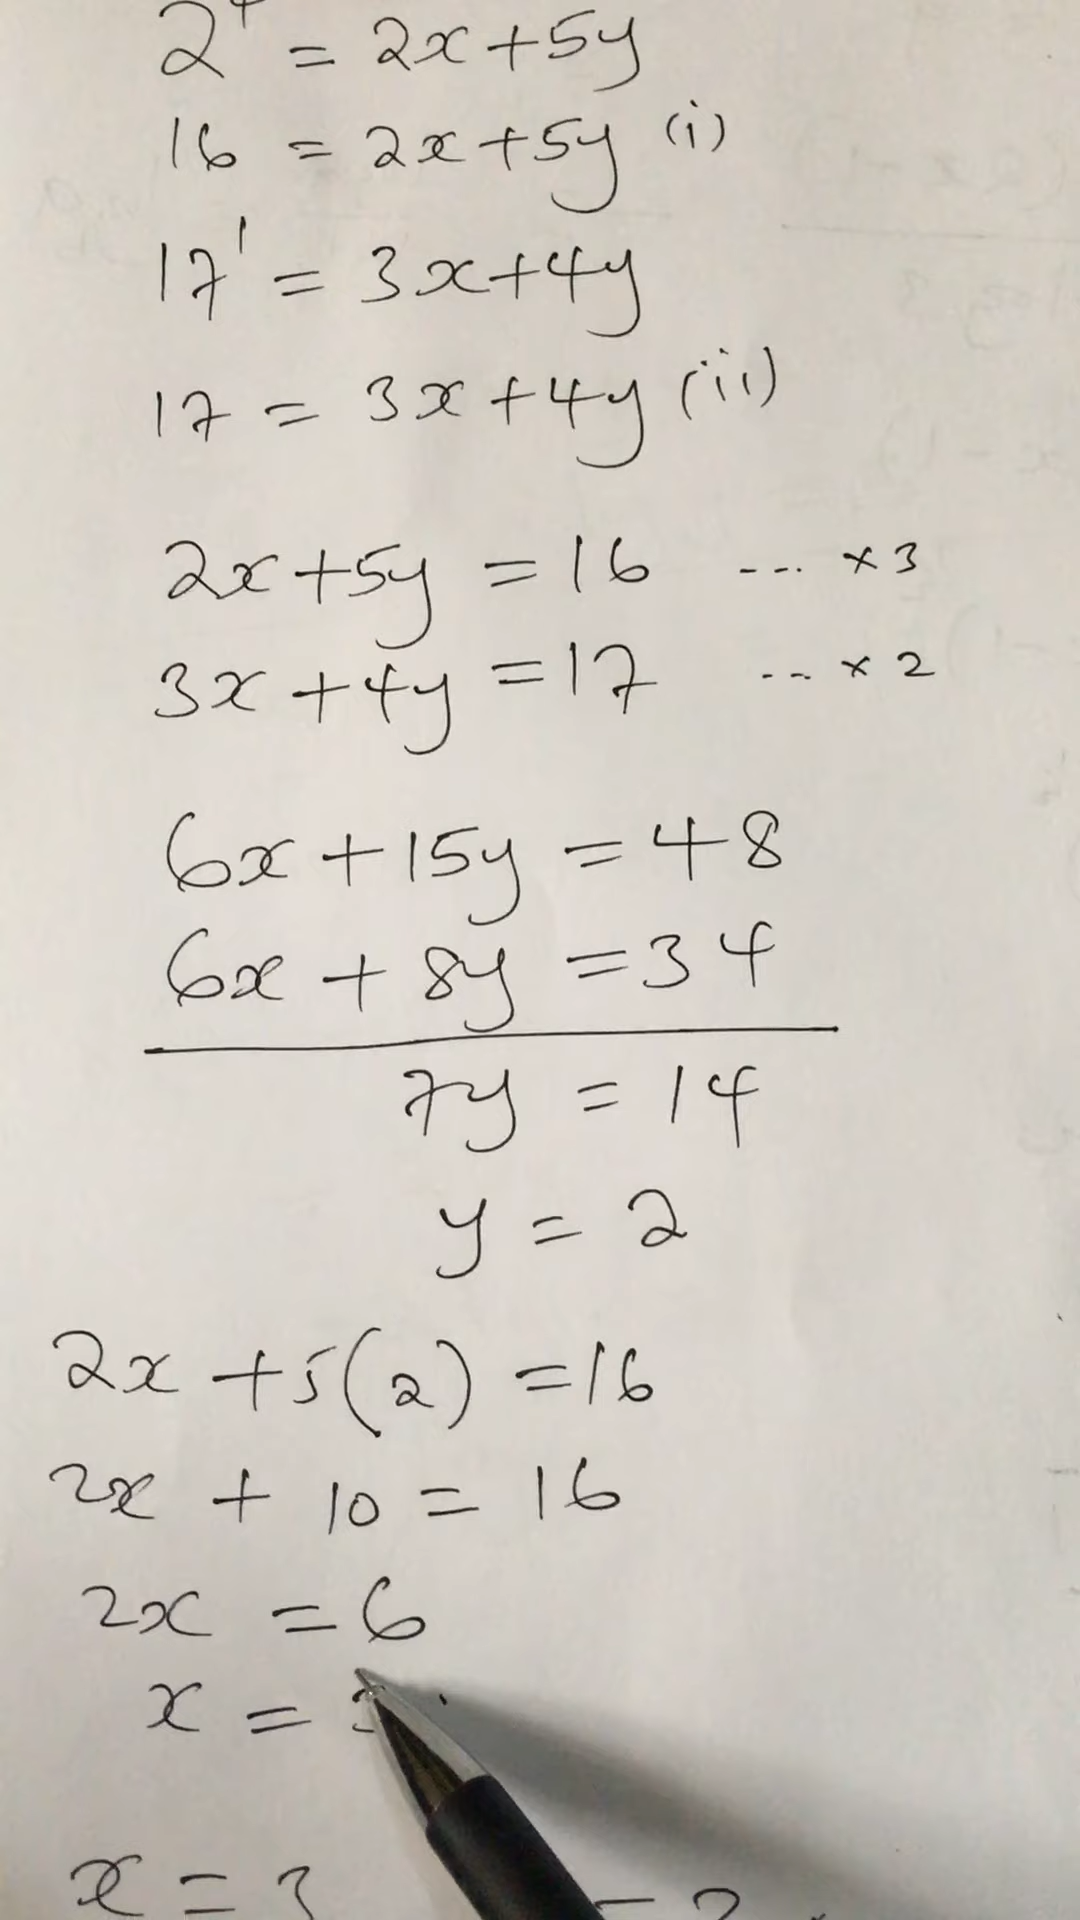 2⁴ = 2x+5y
16 = 2x+5y (i)
17¹ = 3x+4y
17 = 3x+4y (ii)
2x+5y = 16 --- × 3
3x+4y = 17 --- × 2
6x+15y = 48
6x + 8y = 34
7y = 14
y = 2
2x +5(2) = 16
2x + 10 = 16
2x = 6
x = 3
x = 3 = 2